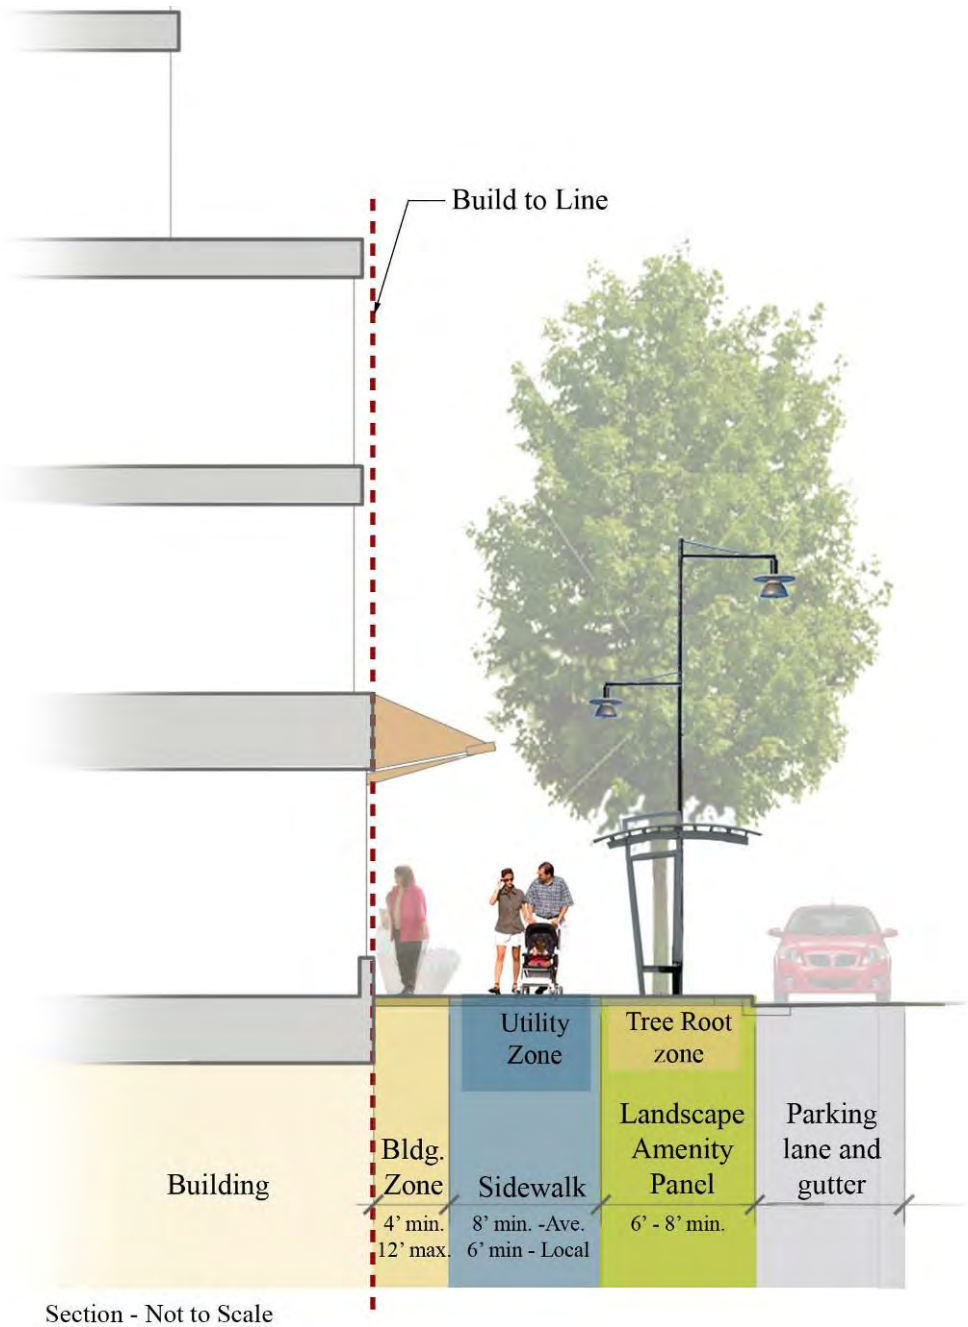 Build to Line
Utility
Zone
Tree Root
zone
Building
Bldg.
Zone
4’ min.
12’ max.
Sidewalk
8’ min. -Ave.
6’ min - Local
Landscape
Amenity
Panel
6’ - 8’ min.
Parking
lane and
gutter
Section - Not to Scale